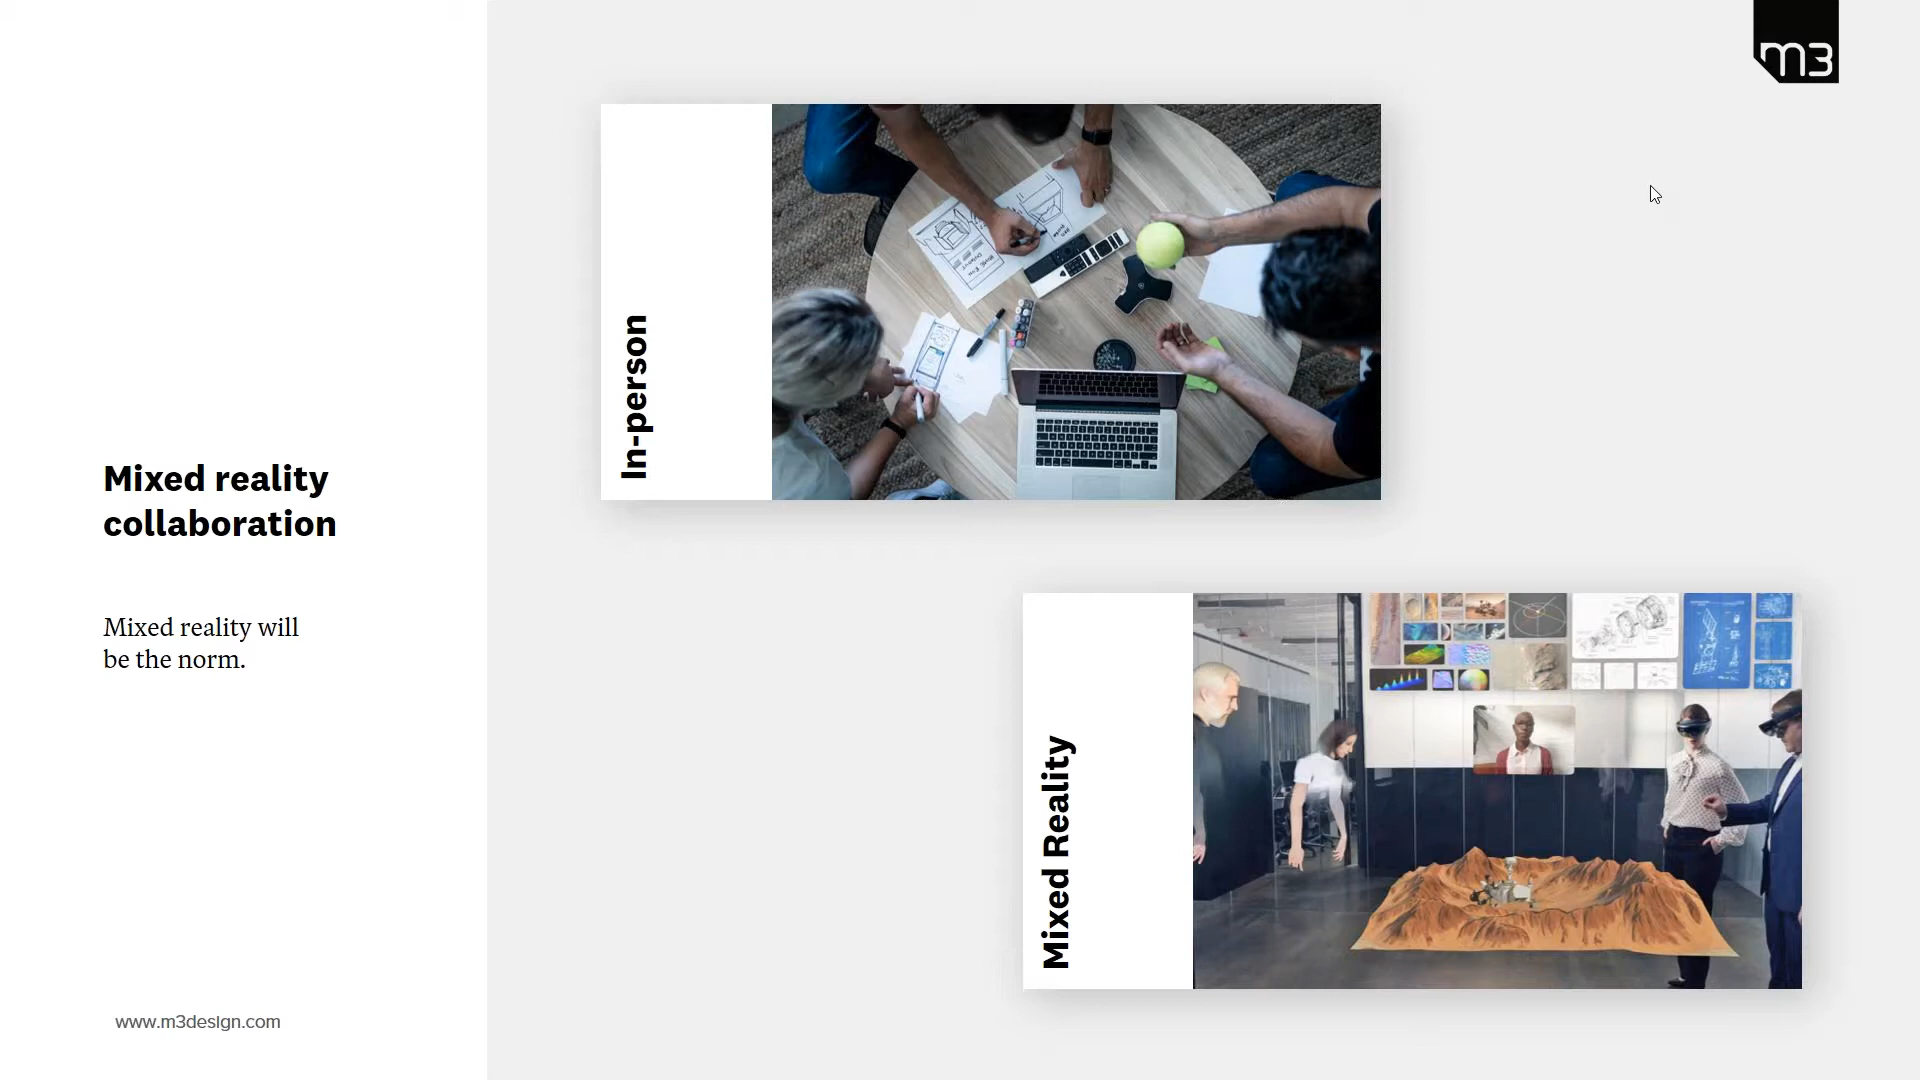 m3
In-person
Mixed reality
collaboration
Mixed reality will
be the norm.
Mixed Reality
www.m3design.com